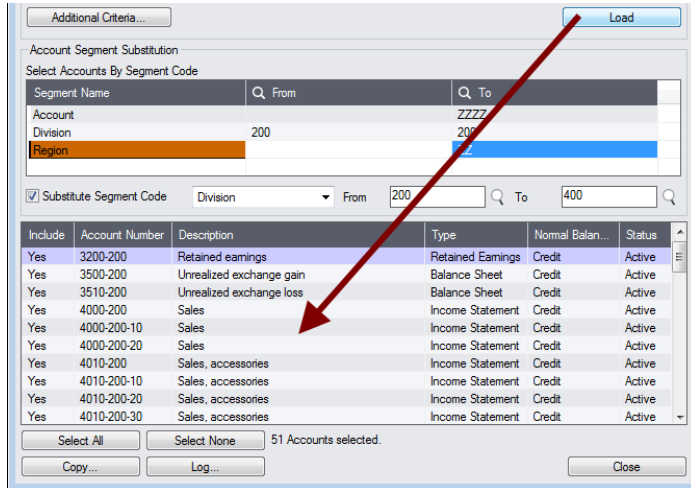 Additional Criteria... Load
Account Segment Substitution
Select Accounts By Segment Code
Segment Name From To
Account ZZZZ
Division 200 200
Region ZZ
Substitute Segment Code Division From 200 To 400
Include Account Number Description Type Normal Balan... Status
Yes 3200-200 Retained earnings Retained Earnings Credit Active
Yes 3500-200 Unrealized exchange gain Balance Sheet Credit Active
Yes 3510-200 Unrealized exchange loss Balance Sheet Credit Active
Yes 4000-200 Sales Income Statement Credit Active
Yes 4000-200-10 Sales Income Statement Credit Active
Yes 4000-200-20 Sales Income Statement Credit Active
Yes 4010-200 Sales, accessories Income Statement Credit Active
Yes 4010-200-10 Sales, accessories Income Statement Credit Active
Yes 4010-200-20 Sales, accessories Income Statement Credit Active
Yes 4010-200-30 Sales, accessories Income Statement Credit Active
Select All Select None 51 Accounts selected.
Copy... Log... Close